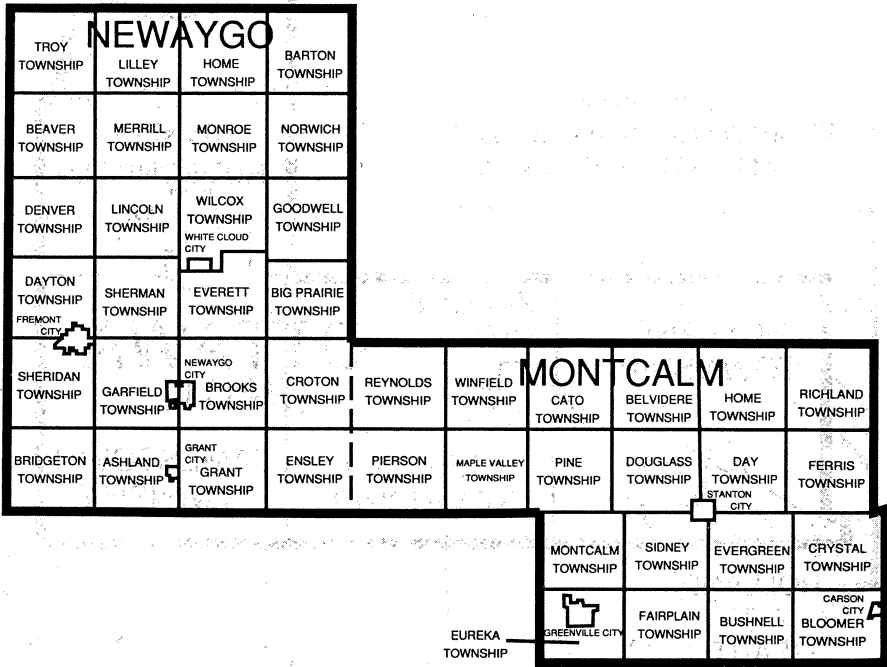 NEWAYGO
TROY
TOWNSHIP
LILLEY
TOWNSHIP
HOME
TOWNSHIP
BARTON
TOWNSHIP
BEAVER
TOWNSHIP
MERRILL
TOWNSHIP
MONROE
TOWNSHIP
NORWICH
TOWNSHIP
DENVER
TOWNSHIP
LINCOLN
TOWNSHIP
WILCOX
TOWNSHIP
WHITE CLOUD
CITY
GOODWELL
TOWNSHIP
DAYTON
TOWNSHIP
FREMONT
CITY
SHERMAN
TOWNSHIP
EVERETT
TOWNSHIP
BIG PRAIRIE
TOWNSHIP
SHERIDAN
TOWNSHIP
GARFIELD
TOWNSHIP
NEWAYGO
CITY
BROOKS
TOWNSHIP
CROTON
TOWNSHIP
BRIDGETON
TOWNSHIP
ASHLAND
TOWNSHIP
GRANT
CITY
GRANT
TOWNSHIP
ENSLEY
TOWNSHIP
MONTCALM
REYNOLDS
TOWNSHIP
WINFIELD
TOWNSHIP
CATO
TOWNSHIP
BELVIDERE
TOWNSHIP
HOME
TOWNSHIP
RICHLAND
TOWNSHIP
PIERSON
TOWNSHIP
MAPLE VALLEY
TOWNSHIP
PINE
TOWNSHIP
DOUGLASS
TOWNSHIP
DAY
TOWNSHIP
STANTON
CITY
FERRIS
TOWNSHIP
MONTCALM
TOWNSHIP
SIDNEY
TOWNSHIP
EVERGREEN
TOWNSHIP
CRYSTAL
TOWNSHIP
GREENVILLE CITY
EUREKA
TOWNSHIP
FAIRPLAIN
TOWNSHIP
BUSHNELL
TOWNSHIP
CARSON
CITY
BLOOMER
TOWNSHIP